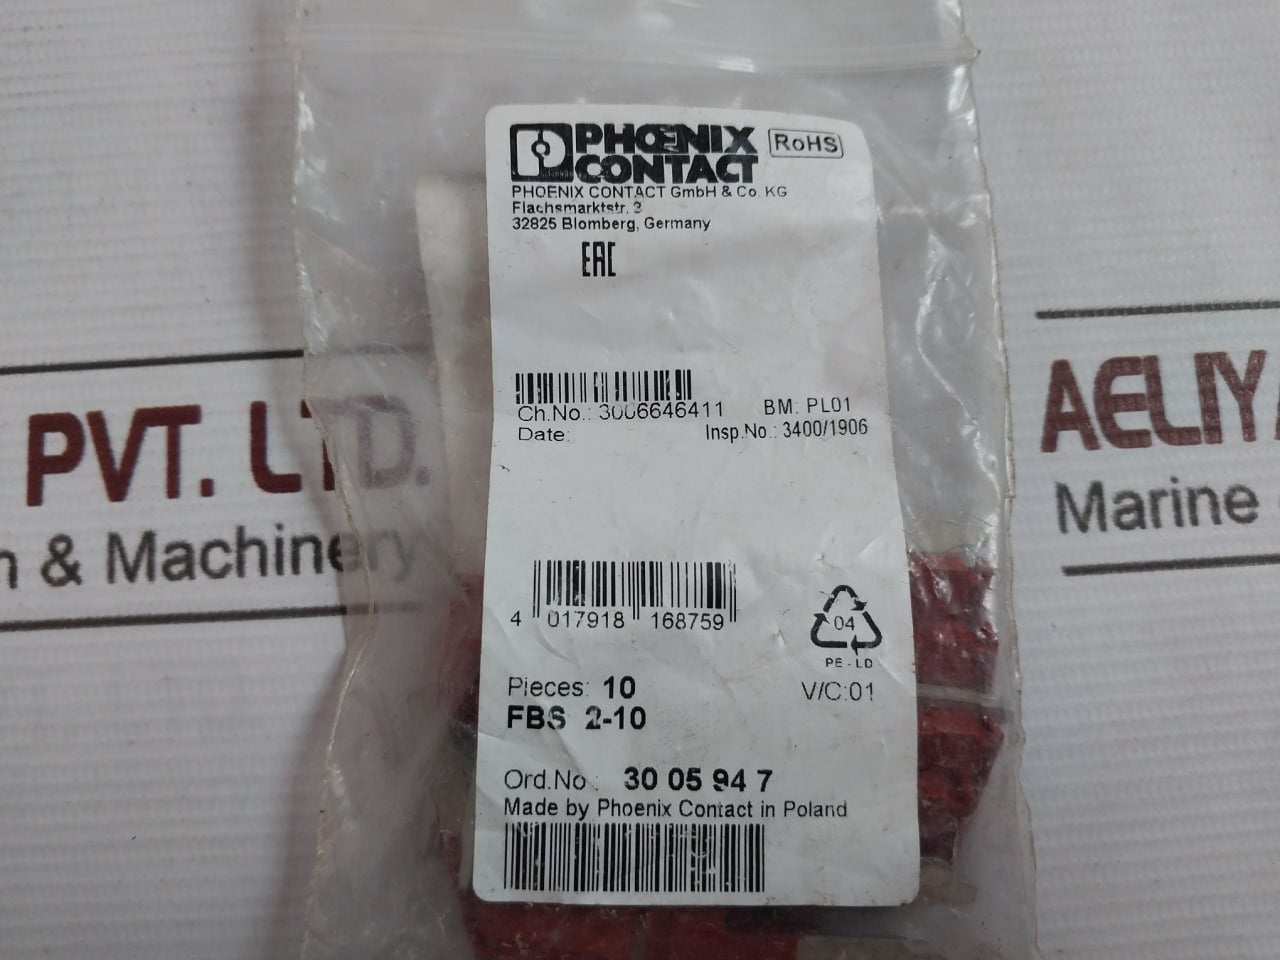 PHOENIX
CONTACT
RoHS
PHOENIX CONTACT GmbH & Co. KG
Flachsmarktstr.
32825 Blomberg, Germany
EAC
Ch.No.: 3006646411 BM: PL01
Date: Insp.No.: 3400/1906
4 017918 168759
04
PE-LD
Pieces: 10 V/C:01
FBS 2-10
Ord.No.: 30 05 94 7
Made by Phoenix Contact in Poland
PVT. LTD.
& Machinery
AELIYA
Marine